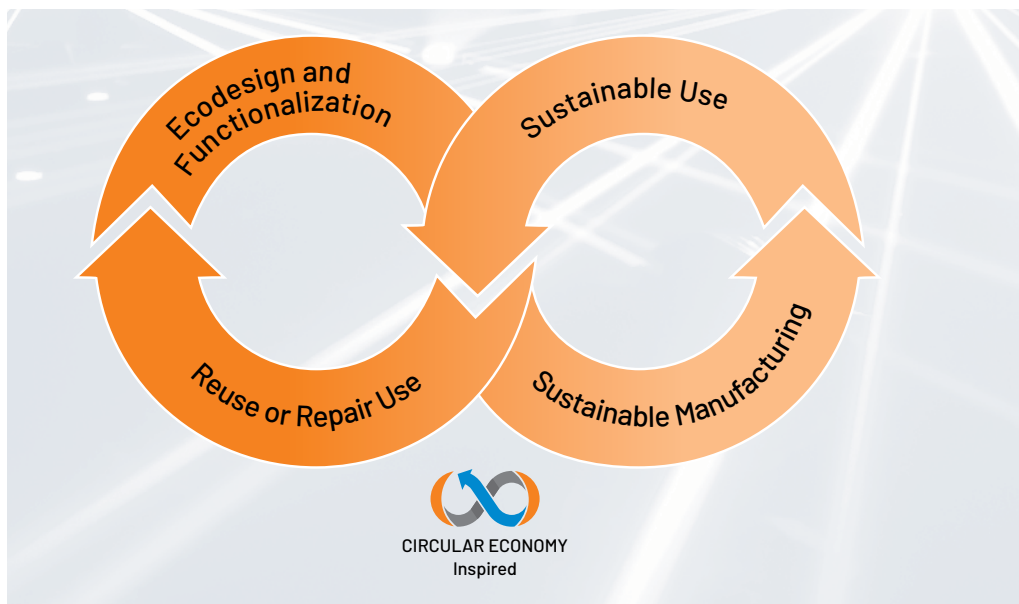 Ecodesign and
Functionalization
Sustainable Use
Reuse or Repair Use
Sustainable Manufacturing
CIRCULAR ECONOMY
Inspired